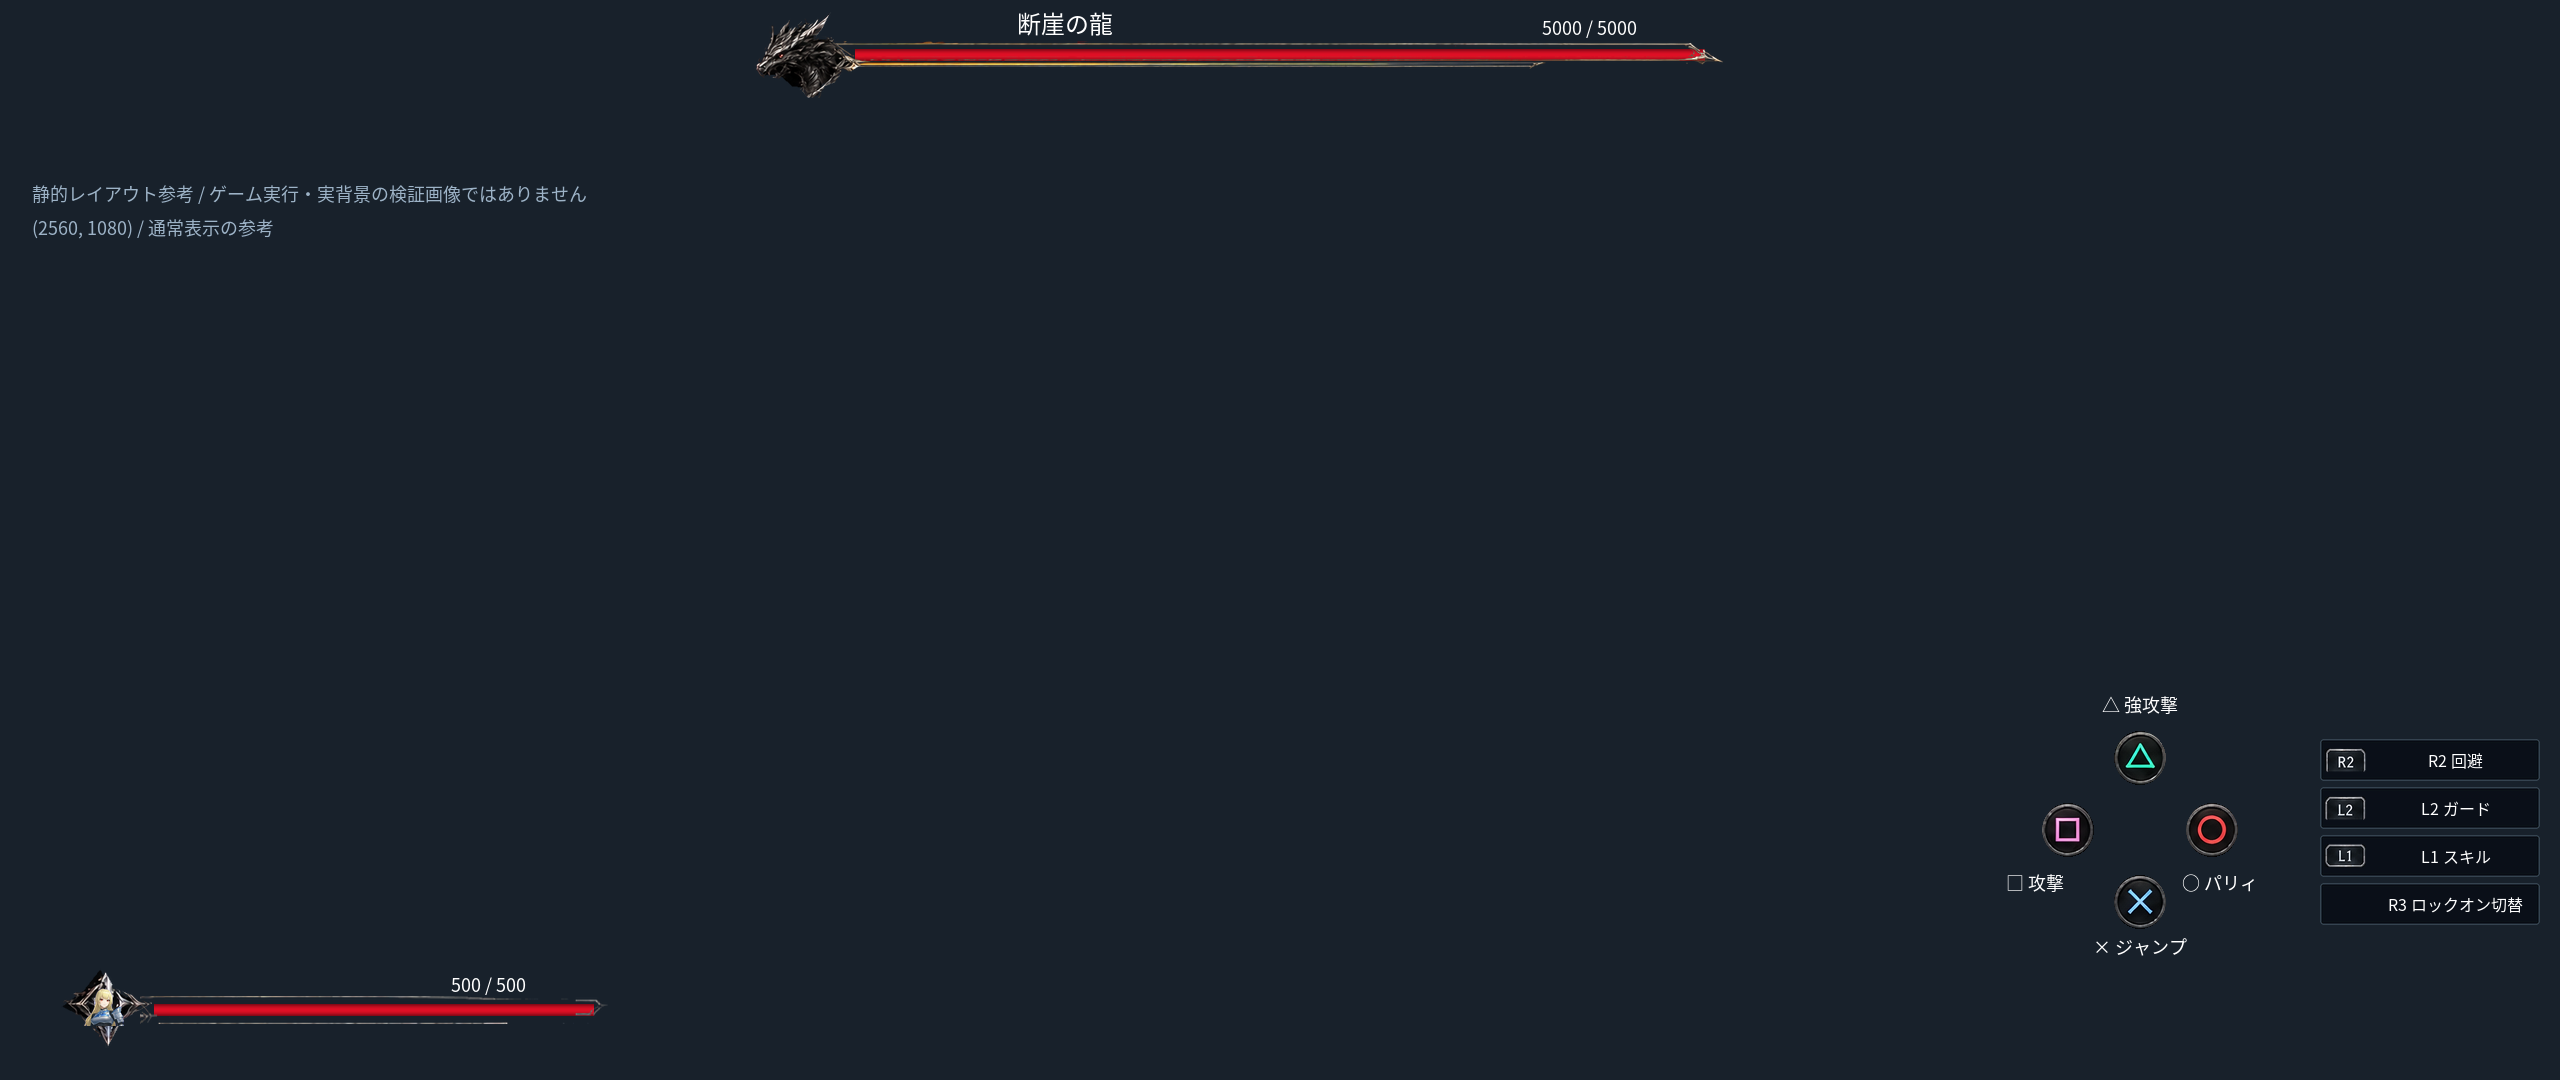 断崖の龍
5000 / 5000
静的レイアウト参考 / ゲーム実行・実背景の検証画像ではありません
(2560, 1080) / 通常表示の参考
△ 強攻撃
□ 攻撃
○ パリィ
× ジャンプ
R2 R2 回避
L2 L2 ガード
L1 L1 スキル
R3 ロックオン切替
500 / 500